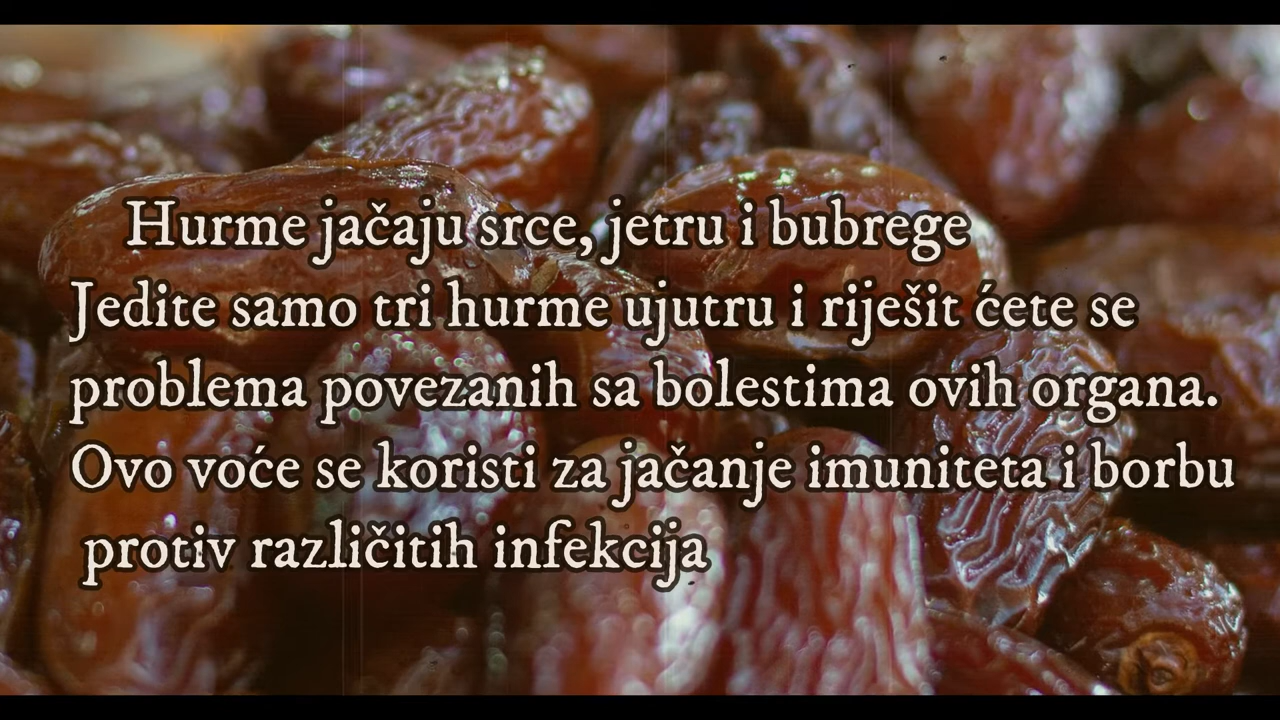 Hurme jačaju srce, jetru i bubrege
Jedite samo tri hurme ujutru i riješit ćete se
problema povezanih sa bolestima ovih organa.
Ovo voće se koristi za jačanje imuniteta i borbu
protiv različitih infekcija